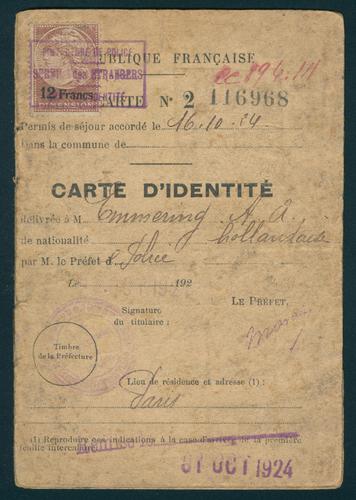 PRÉFECTURE DE POLICE
SERVICE des ÉTRANGERS
12 Francs
DIMENSION
RÉPUBLIQUE FRANÇAISE
CARTE N° 2 116968
Permis de séjour accordé le 16.10.24.
Dans la commune de
CARTE D'IDENTITÉ
délivrée à M Emmering A. A.
de nationalité hollandaise
par M. le Préfet de Police
Le 192
Signature
du titulaire :
LE PRÉFET,
Timbre
de la Préfecture
Lieu de résidence et adresse (1) :
Paris
(1) Reproduire ces indications à la case d'arrivée de la première
feuille intercalaire.
01 OCT 1924